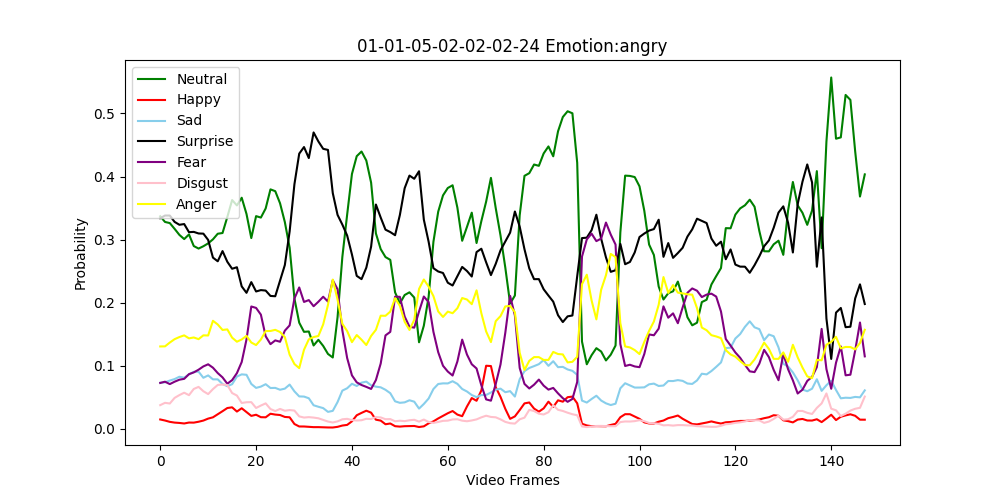 01-01-05-02-02-02-24 Emotion:angry
Neutral
Happy
Sad
Surprise
Fear
Disgust
Anger
Probability
0.5
0.4
0.3
0.2
0.1
0.0
0 20 40 60 80 100 120 140
Video Frames